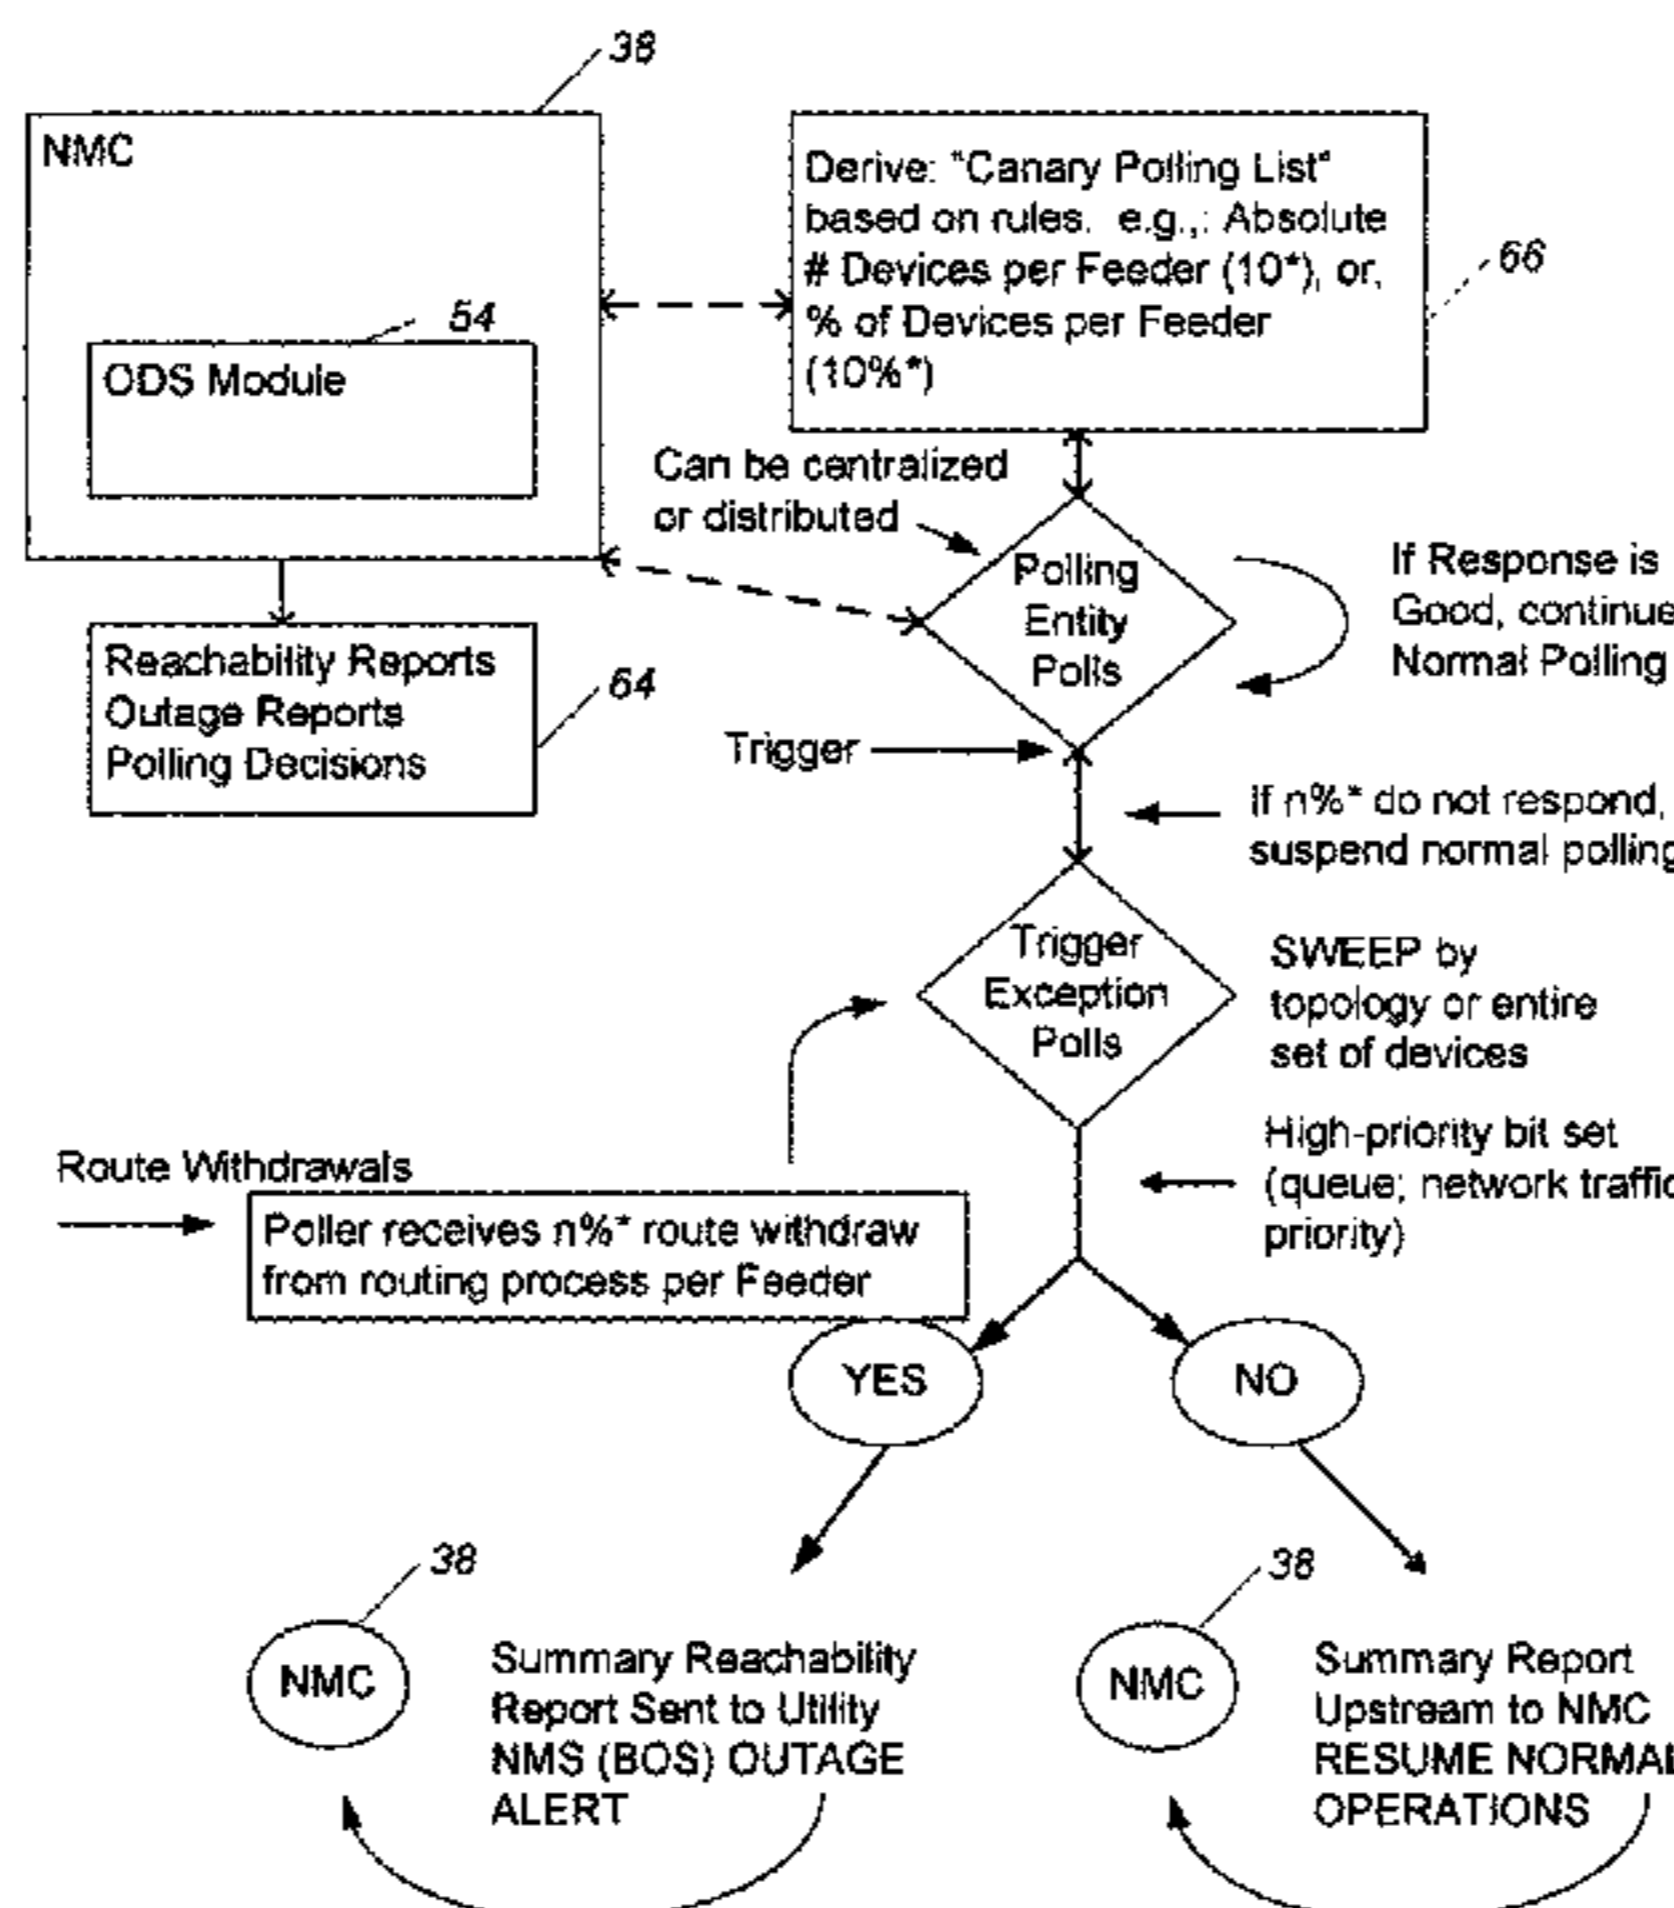 38
NMC
Derive: "Canary Polling List"
based on rules. e.g.,: Absolute
# Devices per Feeder (10*), or,
% of Devices per Feeder
(10%*)
66
54
ODS Module
Can be centralized
or distributed
Polling
Entity
Polls
If Response is
Good, continue
Normal Polling
Reachability Reports
Outage Reports
Polling Decisions
64
Trigger
If n%* do not respond,
suspend normal polling
Trigger
Exception
Polls
SWEEP by
topology or entire
set of devices
Route Withdrawals
High-priority bit set
(queue; network traffic
priority)
Poller receives n%* route withdraw
from routing process per Feeder
YES
NO
38
NMC
Summary Reachability
Report Sent to Utility
NMS (BOS) OUTAGE
ALERT
38
NMC
Summary Report
Upstream to NMC
RESUME NORMAL
OPERATIONS